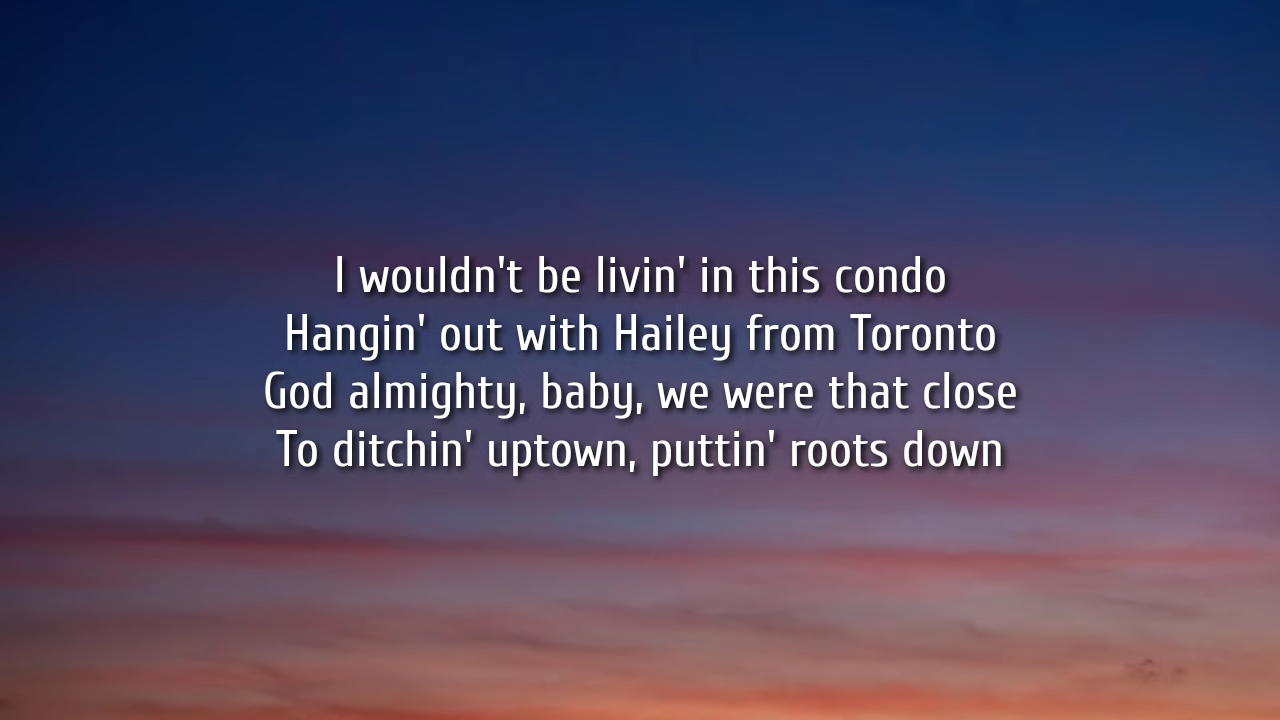 I wouldn't be livin' in this condo
Hangin' out with Hailey from Toronto
God almighty, baby, we were that close
To ditchin' uptown, puttin' roots down